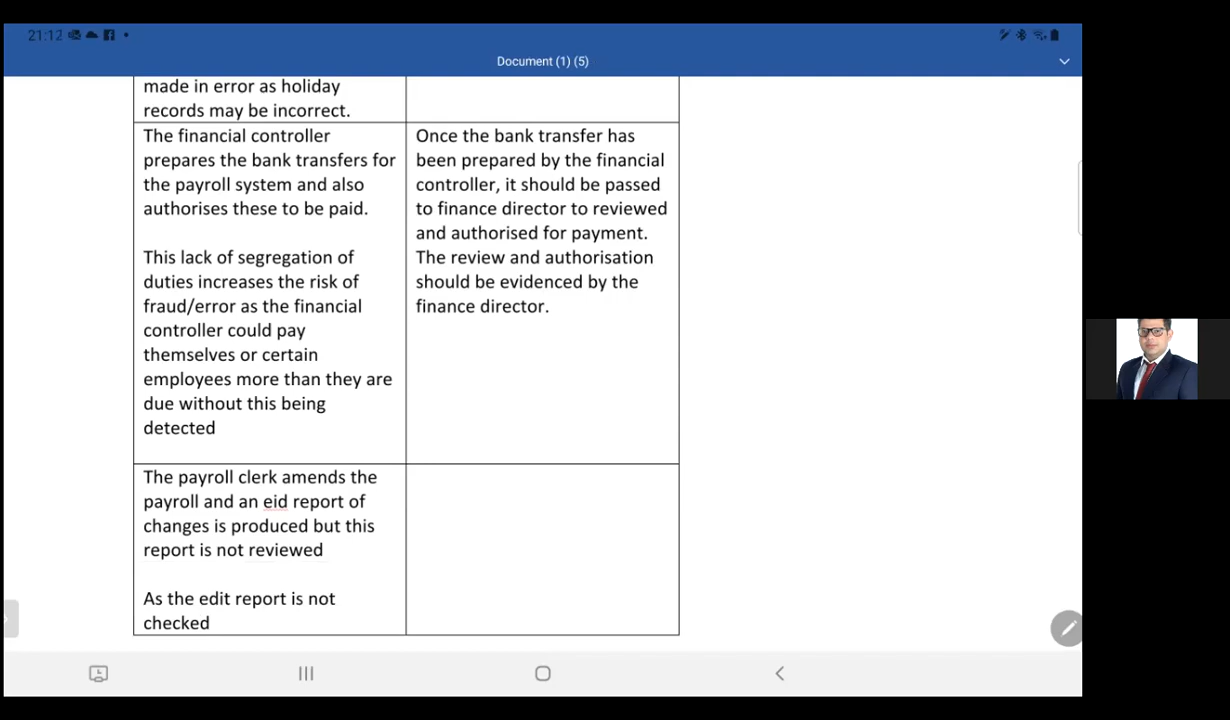 21:12
Document (1) (5)
made in error as holiday
records may be incorrect.
The financial controller
prepares the bank transfers for
the payroll system and also
authorises these to be paid.
This lack of segregation of
duties increases the risk of
fraud/error as the financial
controller could pay
themselves or certain
employees more than they are
due without this being
detected
Once the bank transfer has
been prepared by the financial
controller, it should be passed
to finance director to reviewed
and authorised for payment.
The review and authorisation
should be evidenced by the
finance director.
The payroll clerk amends the
payroll and an eid report of
changes is produced but this
report is not reviewed
As the edit report is not
checked